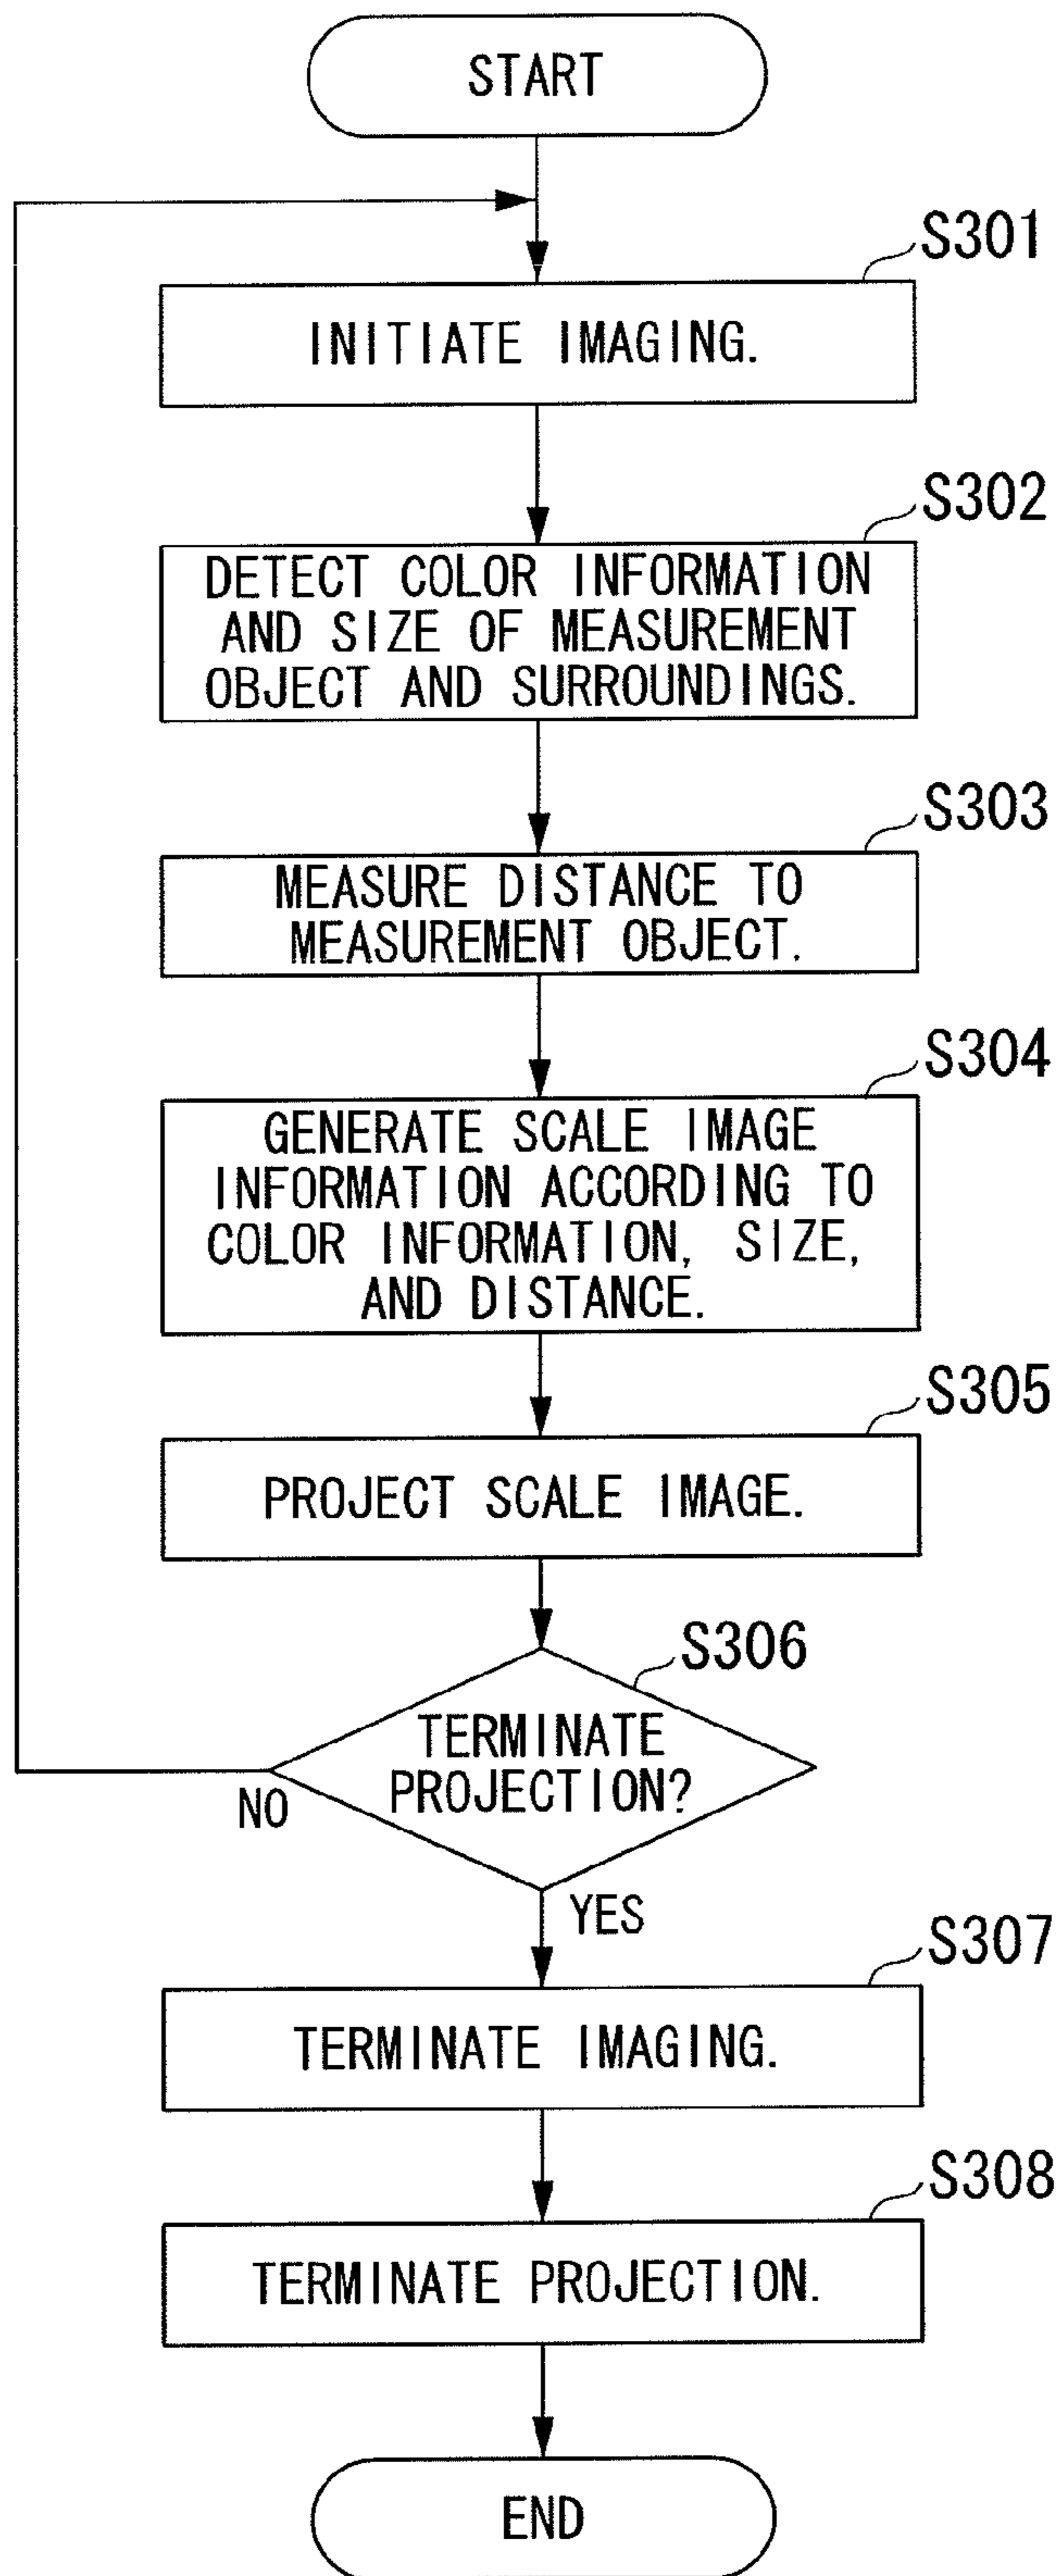 START
S301
INITIATE IMAGING.
S302
DETECT COLOR INFORMATION
AND SIZE OF MEASUREMENT
OBJECT AND SURROUNDINGS.
S303
MEASURE DISTANCE TO
MEASUREMENT OBJECT.
S304
GENERATE SCALE IMAGE
INFORMATION ACCORDING TO
COLOR INFORMATION, SIZE,
AND DISTANCE.
S305
PROJECT SCALE IMAGE.
S306
TERMINATE
PROJECTION?
NO
YES
S307
TERMINATE IMAGING.
S308
TERMINATE PROJECTION.
END